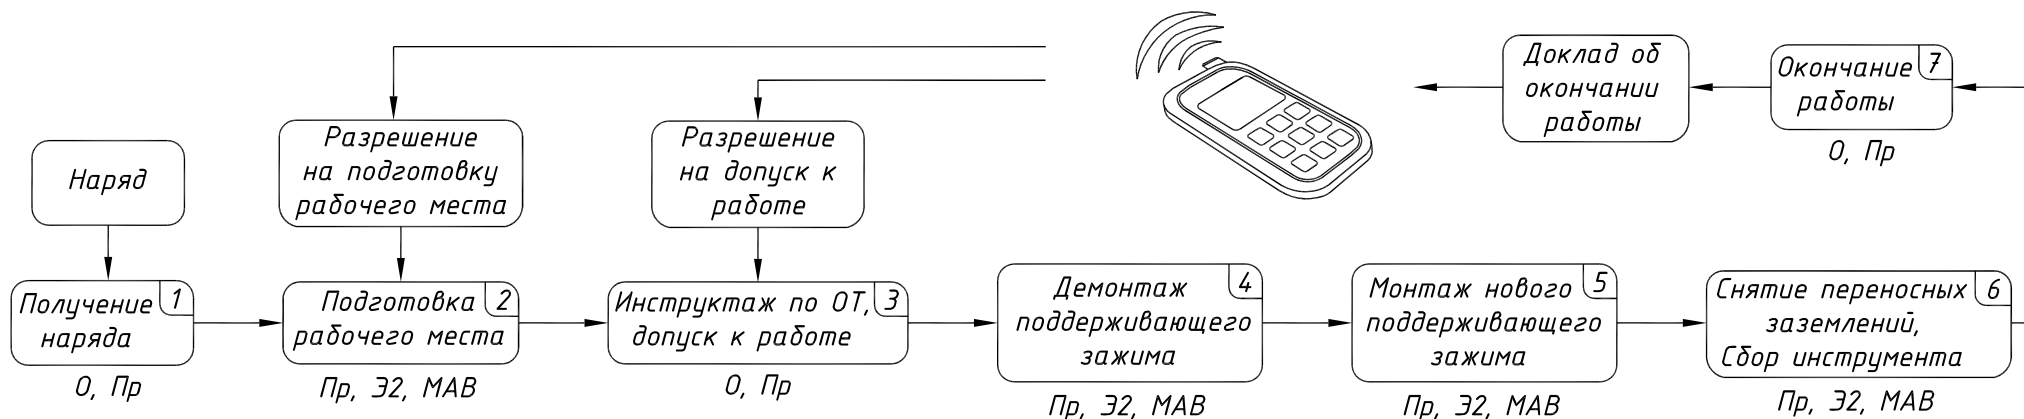 Доклад об
окончании
работы
Окончание 7
работы
О, Пр
Наряд
Разрешение
на подготовку
рабочего места
Разрешение
на допуск к
работе
Получение 1
наряда
О, Пр
Подготовка 2
рабочего места
Пр, Э2, МАВ
Инструктаж по ОТ, 3
допуск к работе
О, Пр
Демонтаж 4
поддерживающего
зажима
Пр, Э2, МАВ
Монтаж нового 5
поддерживающего
зажима
Пр, Э2, МАВ
Снятие переносных 6
заземлений,
Сбор инструмента
Пр, Э2, МАВ